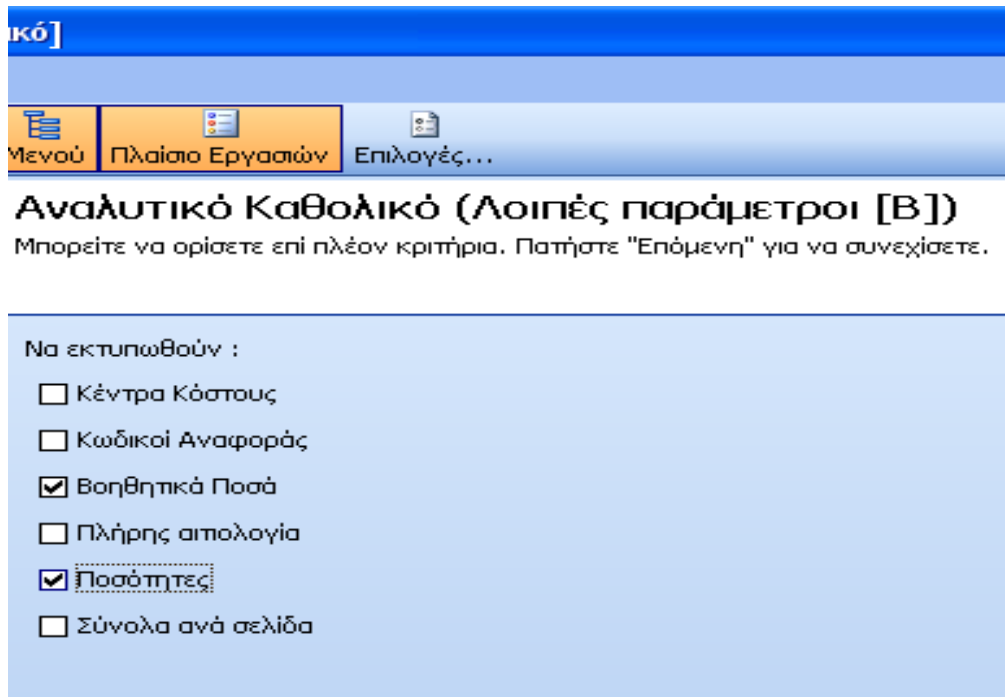 ικό]
Μενού Πλαίσιο Εργασιών Επιλογές...
Αναλυτικό Καθολικό (Λοιπές παράμετροι [Β])
Μπορείτε να ορίσετε επί πλέον κριτήρια. Πατήστε "Επόμενη" για να συνεχίσετε.
Να εκτυπωθούν :
Κέντρα Κόστους
Κωδικοί Αναφοράς
Βοηθητικά Ποσά
Πλήρης αιτολογία
Ποσότητες
Σύνολα ανά σελίδα